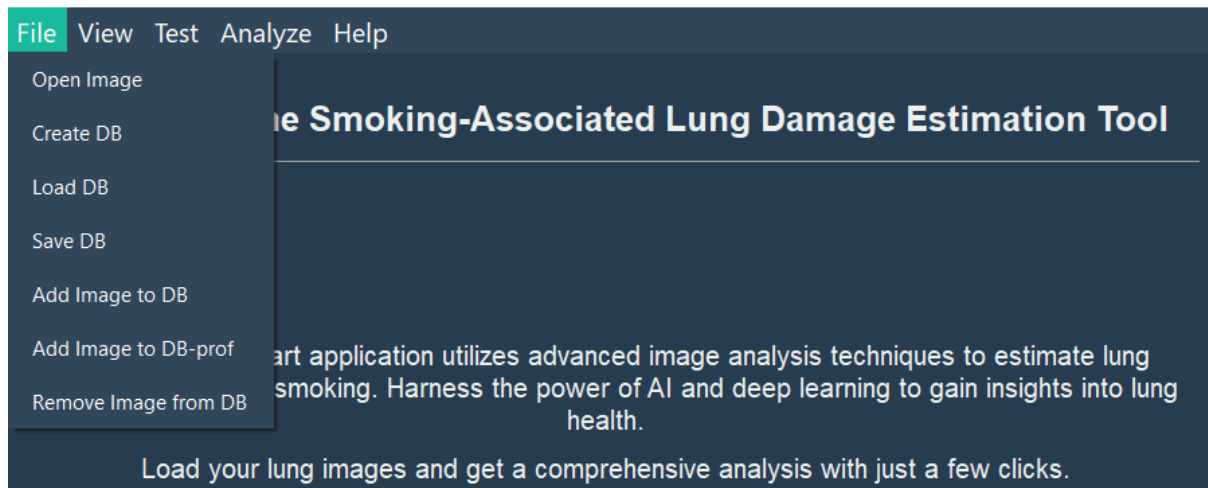 File View Test Analyze Help
Open Image
Create DB
Load DB
Save DB
Add Image to DB
Add Image to DB-prof
Remove Image from DB
Smoking-Associated Lung Damage Estimation Tool
application utilizes advanced image analysis techniques to estimate lung
smoking. Harness the power of AI and deep learning to gain insights into lung
health.
Load your lung images and get a comprehensive analysis with just a few clicks.